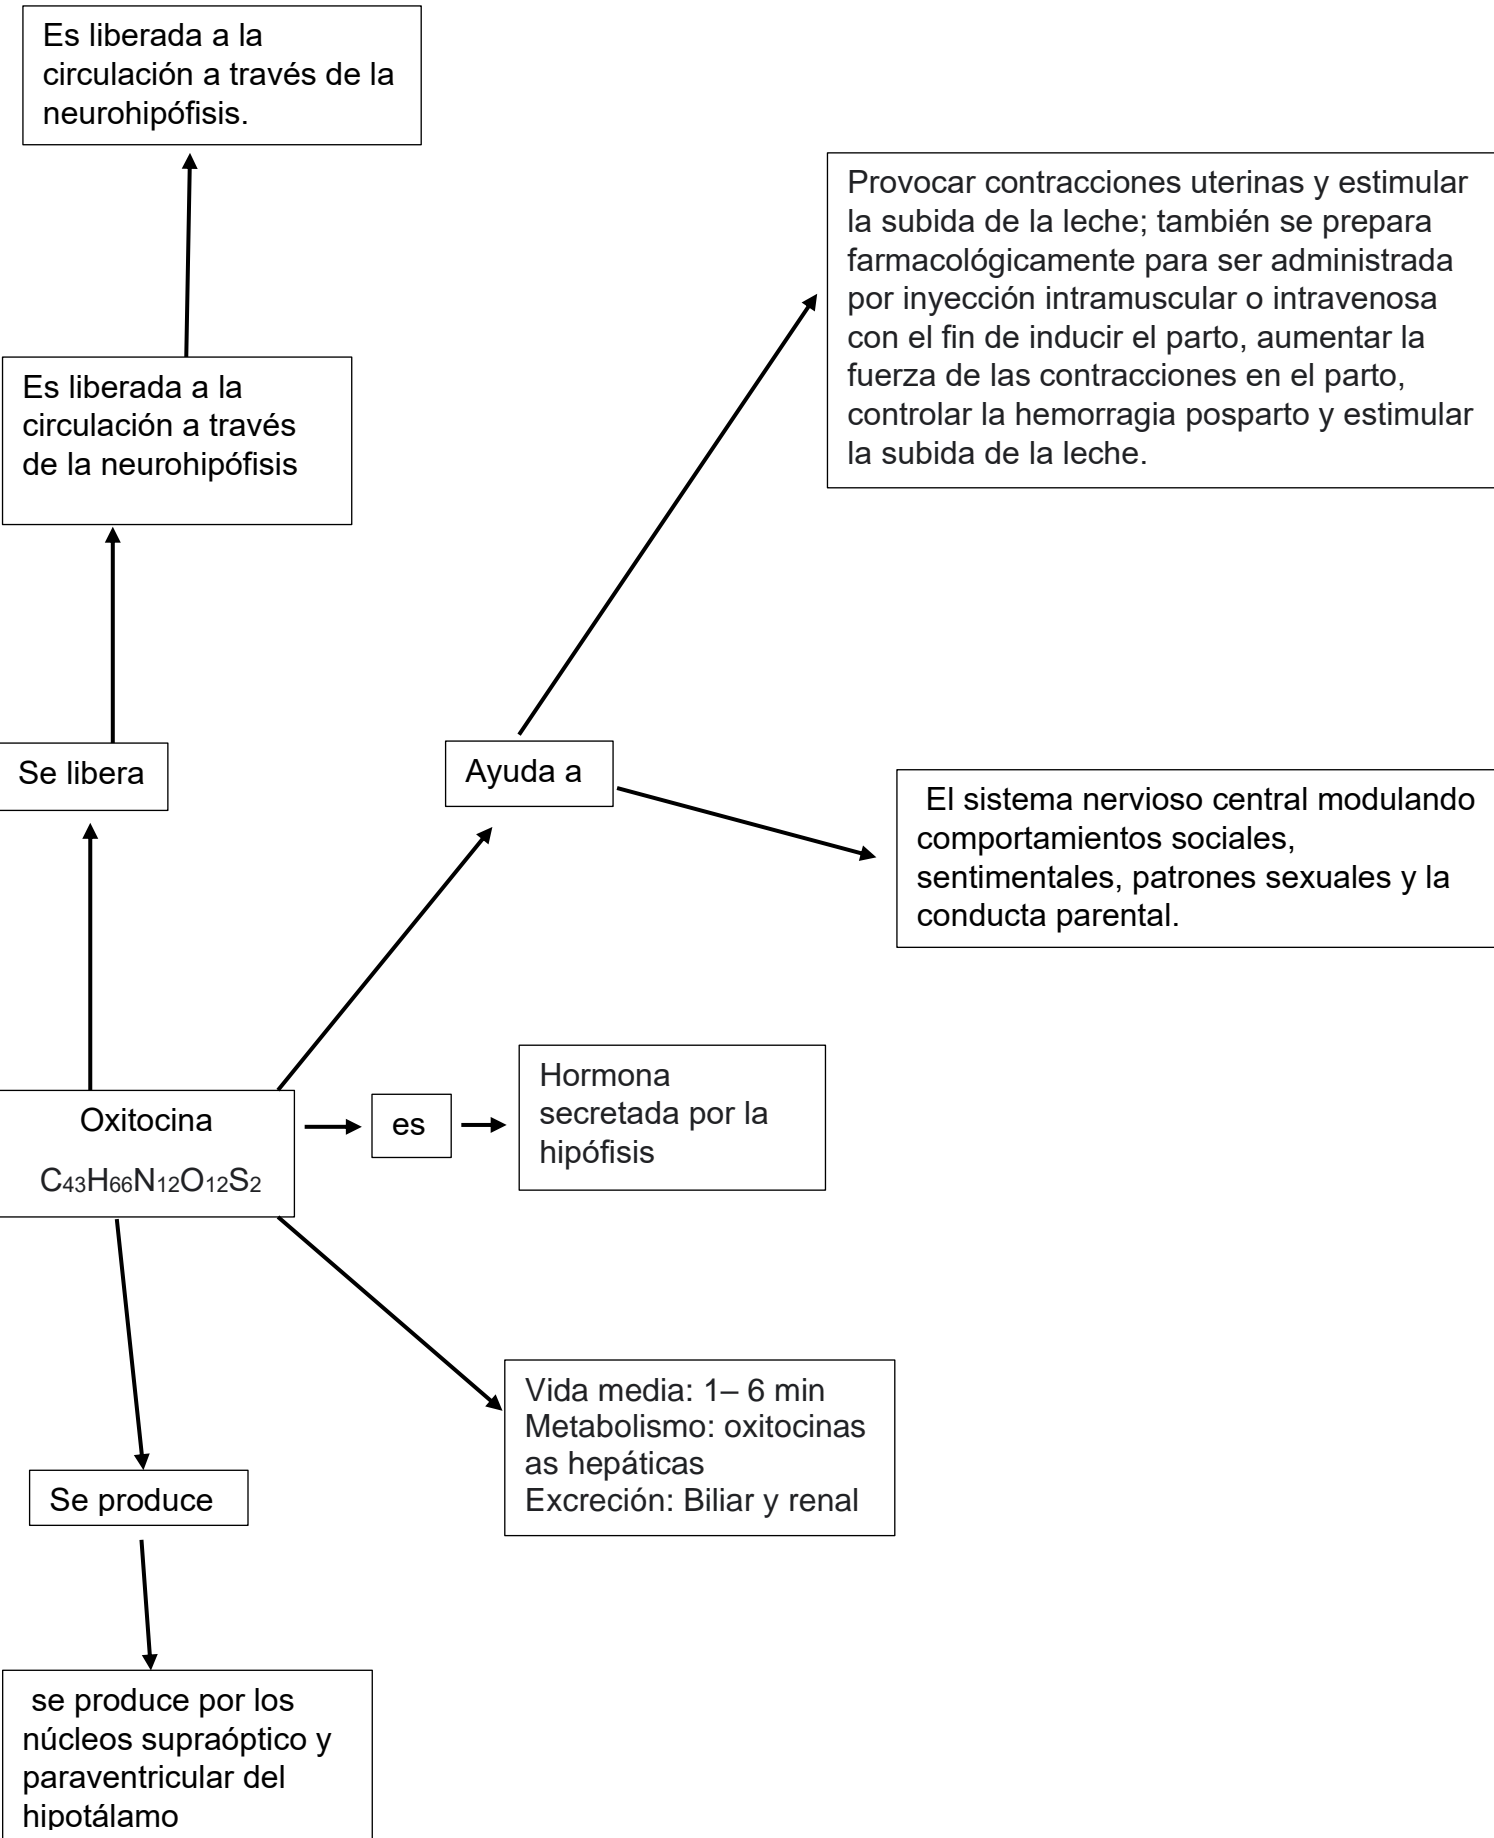 Es liberada a la
circulación a través de la
neurohipófisis.
Provocar contracciones uterinas y estimular
la subida de la leche; también se prepara
farmacológicamente para ser administrada
por inyección intramuscular o intravenosa
con el fin de inducir el parto, aumentar la
fuerza de las contracciones en el parto,
controlar la hemorragia posparto y estimular
la subida de la leche.
Es liberada a la
circulación a través
de la neurohipófisis
Se libera
Ayuda a
El sistema nervioso central modulando
comportamientos sociales,
sentimentales, patrones sexuales y la
conducta parental.
Oxitocina
C43H66N12O12S2
es
Hormona
secretada por la
hipófisis
Vida media: 1– 6 min
Metabolismo: oxitocinas
as hepáticas
Excreción: Biliar y renal
Se produce
se produce por los
núcleos supraóptico y
paraventricular del
hipotálamo